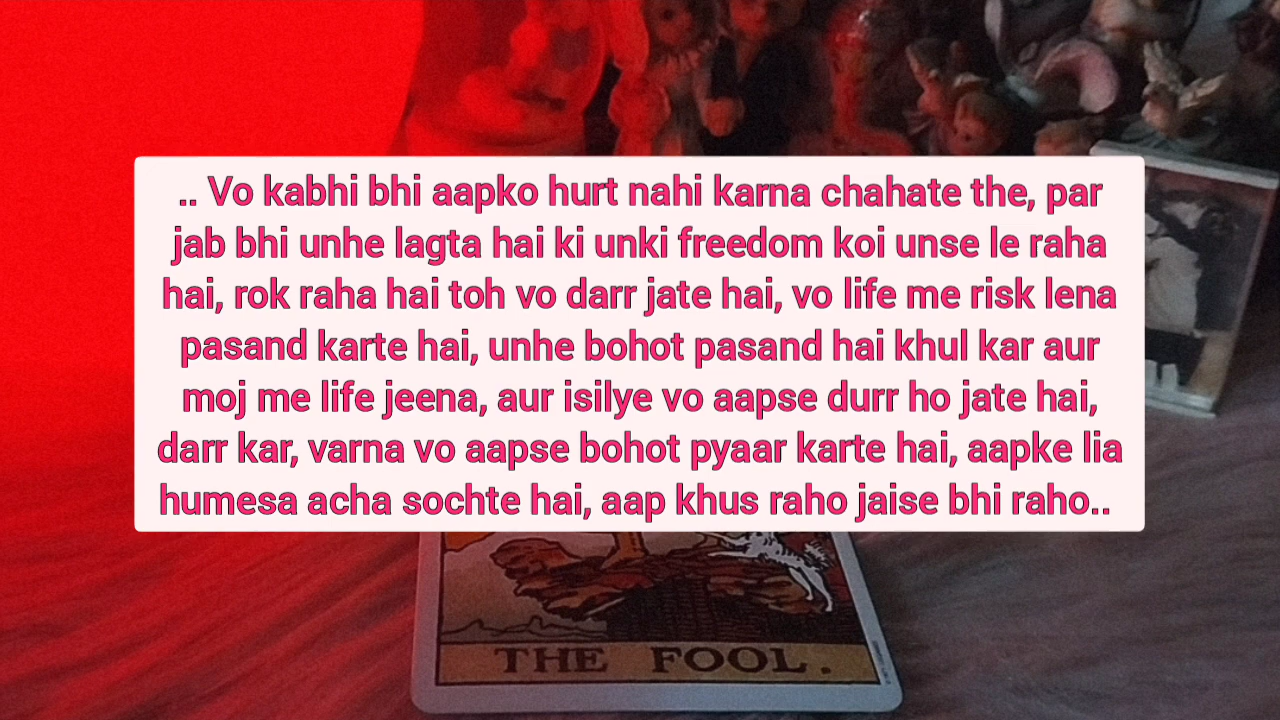 .. Vo kabhi bhi aapko hurt nahi karna chahate the, par
jab bhi unhe lagta hai ki unki freedom koi unse le raha
hai, rok raha hai toh vo darr jate hai, vo life me risk lena
pasand karte hai, unhe bohot pasand hai khul kar aur
moj me life jeena, aur isilye vo aapse durr ho jate hai,
darr kar, varna vo aapse bohot pyaar karte hai, aapke lia
humesa acha sochte hai, aap khus raho jaise bhi raho..
THE FOOL.